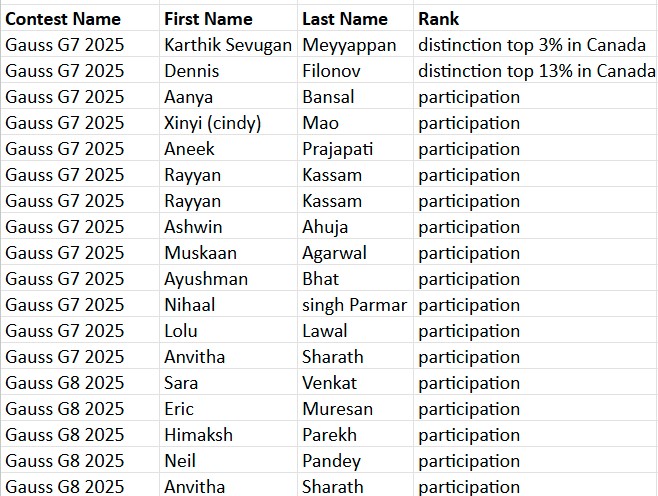 Contest Name First Name Last Name Rank
Gauss G7 2025 Karthik Sevugan Meyyappan distinction top 3% in Canada
Gauss G7 2025 Dennis Filonov distinction top 13% in Canada
Gauss G7 2025 Aanya Bansal participation
Gauss G7 2025 Xinyi (cindy) Mao participation
Gauss G7 2025 Aneek Prajapati participation
Gauss G7 2025 Rayyan Kassam participation
Gauss G7 2025 Rayyan Kassam participation
Gauss G7 2025 Ashwin Ahuja participation
Gauss G7 2025 Muskaan Agarwal participation
Gauss G7 2025 Ayushman Bhat participation
Gauss G7 2025 Nihaal singh Parmar participation
Gauss G7 2025 Lolu Lawal participation
Gauss G7 2025 Anvitha Sharath participation
Gauss G8 2025 Sara Venkat participation
Gauss G8 2025 Eric Muresan participation
Gauss G8 2025 Himaksh Parekh participation
Gauss G8 2025 Neil Pandey participation
Gauss G8 2025 Anvitha Sharath participation